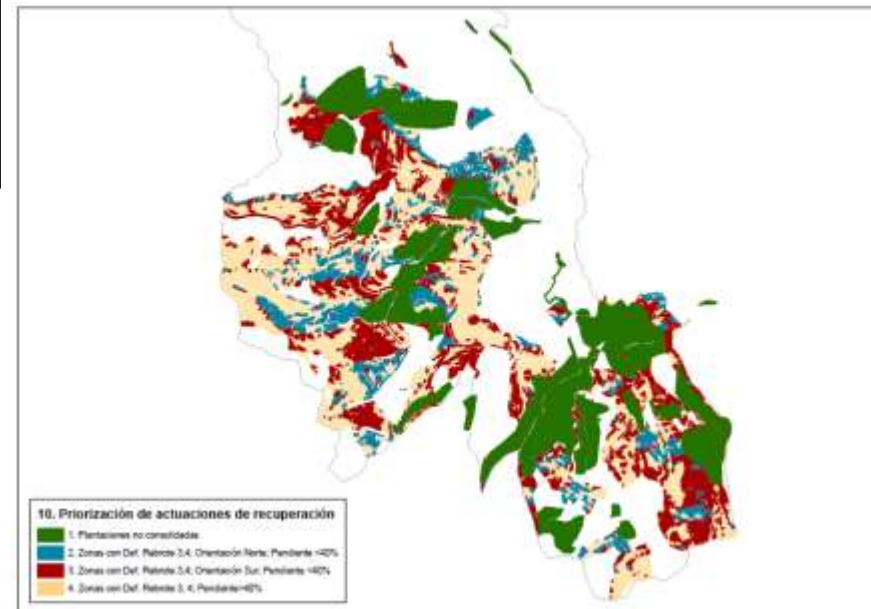 10. Priorización de actuaciones de recuperación
1. Plantaciones no consolidadas
2. Zonas con Def. Rebrote 3,4; Orientación Norte; Pendiente <40%
3. Zonas con Def. Rebrote 3,4; Orientación Sur; Pendiente <40%
4. Zonas con Def. Rebrote 3, 4; Pendiente>40%